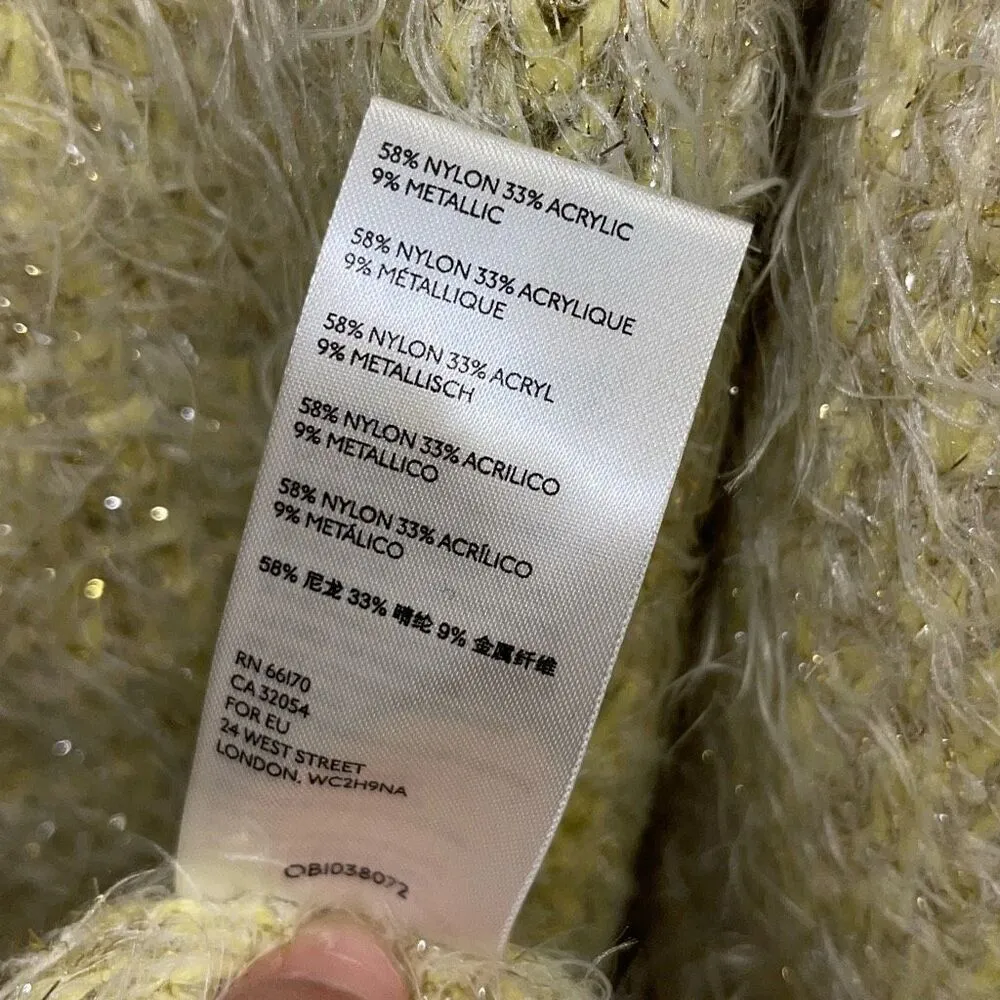 58% NYLON 33% ACRYLIC
9% METALLIC
58% NYLON 33% ACRYLIQUE
9% MÉTALLIQUE
58% NYLON 33% ACRYL
9% METALLISCH
58% NYLON 33% ACRILICO
9% METALLICO
58% NYLON 33% ACRÍLICO
9% METÁLICO
58% 尼龙 33% 晴纶 9% 金属纤维
RN 66170
CA 32054
FOR EU
24 WEST STREET
LONDON, WC2H9NA
OB1038072